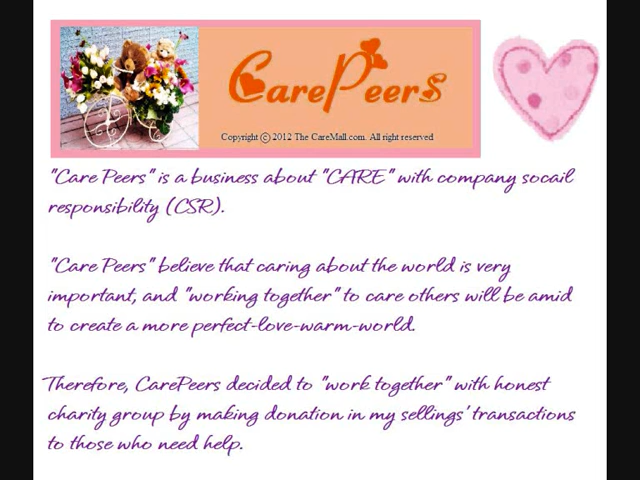 CarePeers
Copyright © 2012 The CareMall.com. All right reserved
"Care Peers" is a business about "CARE" with company socail
responsibility (CSR).
"Care Peers" believe that caring about the world is very
important, and "working together" to care others will be amid
to create a more perfect-love-warm-world.
Therefore, CarePeers decided to "work together" with honest
charity group by making donation in my sellings' transactions
to those who need help.